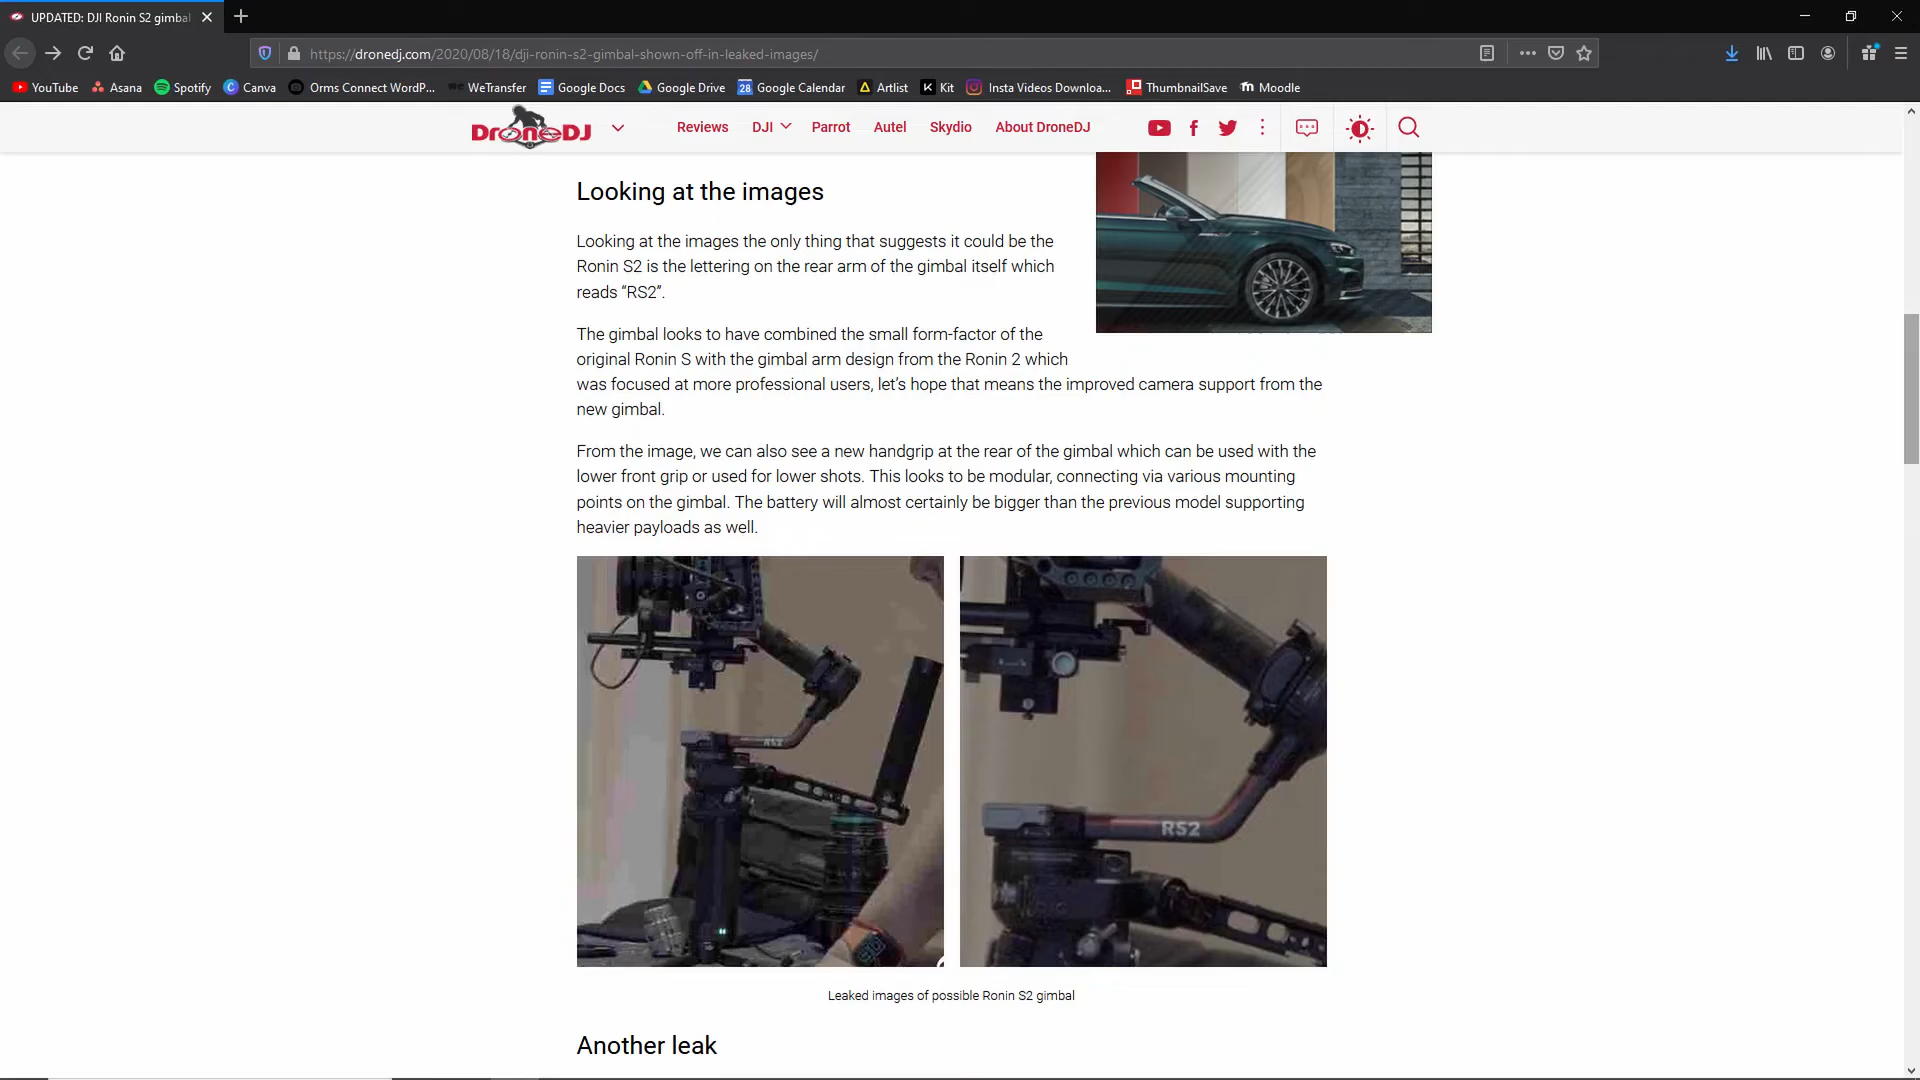 UPDATED: DJI Ronin S2 gimbal
https://dronedj.com/2020/08/18/dji-ronin-s2-gimbal-shown-off-in-leaked-images/
YouTube Asana Spotify Canva Orms Connect WordP... WeTransfer Google Docs Google Drive Google Calendar Artlist Kit Insta Videos Downloa... ThumbnailSave Moodle
DRONEDJ Reviews DJI Parrot Autel Skydio About DroneDJ
Looking at the images
Looking at the images the only thing that suggests it could be the
Ronin S2 is the lettering on the rear arm of the gimbal itself which
reads “RS2”.
The gimbal looks to have combined the small form-factor of the
original Ronin S with the gimbal arm design from the Ronin 2 which
was focused at more professional users, let’s hope that means the improved camera support from the
new gimbal.
From the image, we can also see a new handgrip at the rear of the gimbal which can be used with the
lower front grip or used for lower shots. This looks to be modular, connecting via various mounting
points on the gimbal. The battery will almost certainly be bigger than the previous model supporting
heavier payloads as well.
RS2
RS2
Leaked images of possible Ronin S2 gimbal
Another leak